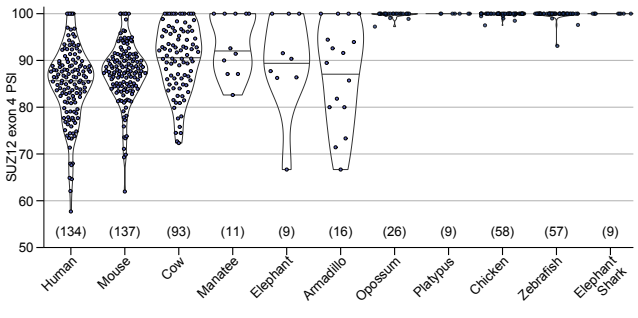 SUZ12 exon 4 PSI
100
90
80
70
60
50
(134) (137) (93) (11) (9) (16) (26) (9) (58) (57) (9)
Human Mouse Cow Manatee Elephant Armadillo Opossum Platypus Chicken Zebrafish Elephant
Shark